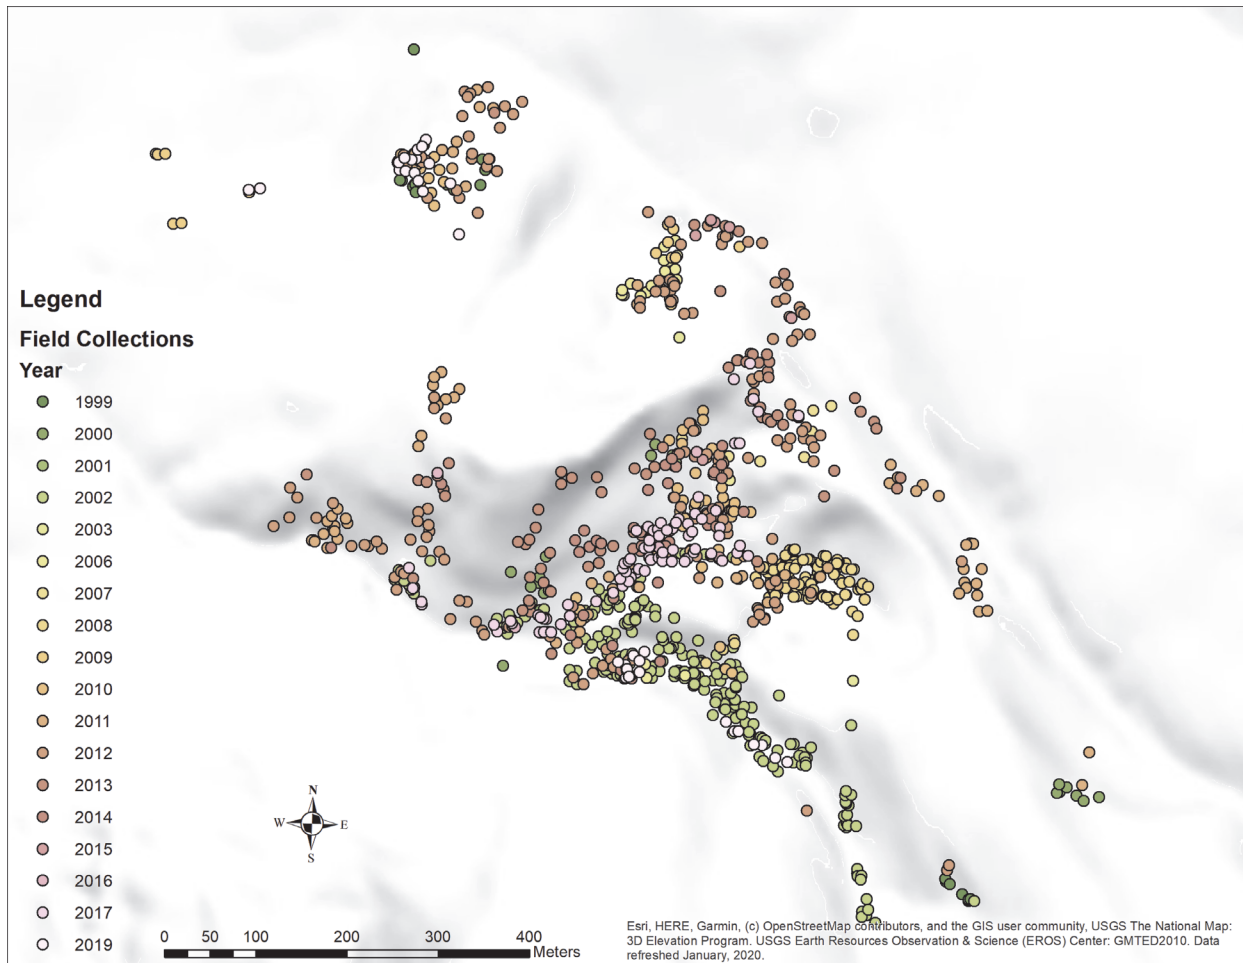 Legend
Field Collections
Year
1999
2000
2001
2002
2003
2006
2007
2008
2009
2010
2011
2012
2013
2014
2015
2016
2017
2019
N
W E
S
0 50 100 200 300 400
Meters
Esri, HERE, Garmin, (c) OpenStreetMap contributors, and the GIS user community, USGS The National Map:
3D Elevation Program. USGS Earth Resources Observation & Science (EROS) Center: GMTED2010. Data
refreshed January, 2020.